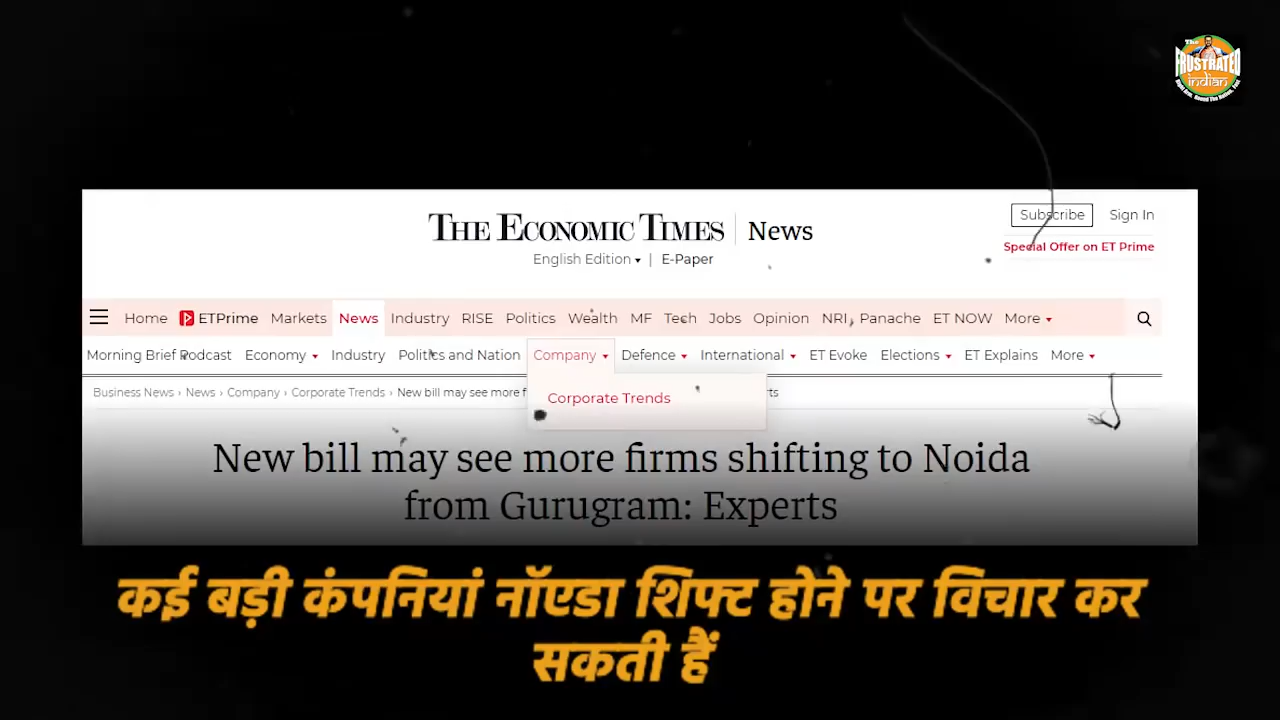 The
FRUSTRATED
indian
THE ECONOMIC TIMES News
Subscribe Sign In
Special Offer on ET Prime
English Edition | E-Paper
Home ETPrime Markets News Industry RISE Politics Wealth MF Tech Jobs Opinion NRI Panache ET NOW More
Morning Brief Podcast Economy Industry Politics and Nation Company Defence International ET Evoke Elections ET Explains More
Business News › News › Company › Corporate Trends › New bill may see more
Corporate Trends
New bill may see more firms shifting to Noida
from Gurugram: Experts
कई बड़ी कंपनियां नॉएडा शिफ्ट होने पर विचार कर
सकती हैं